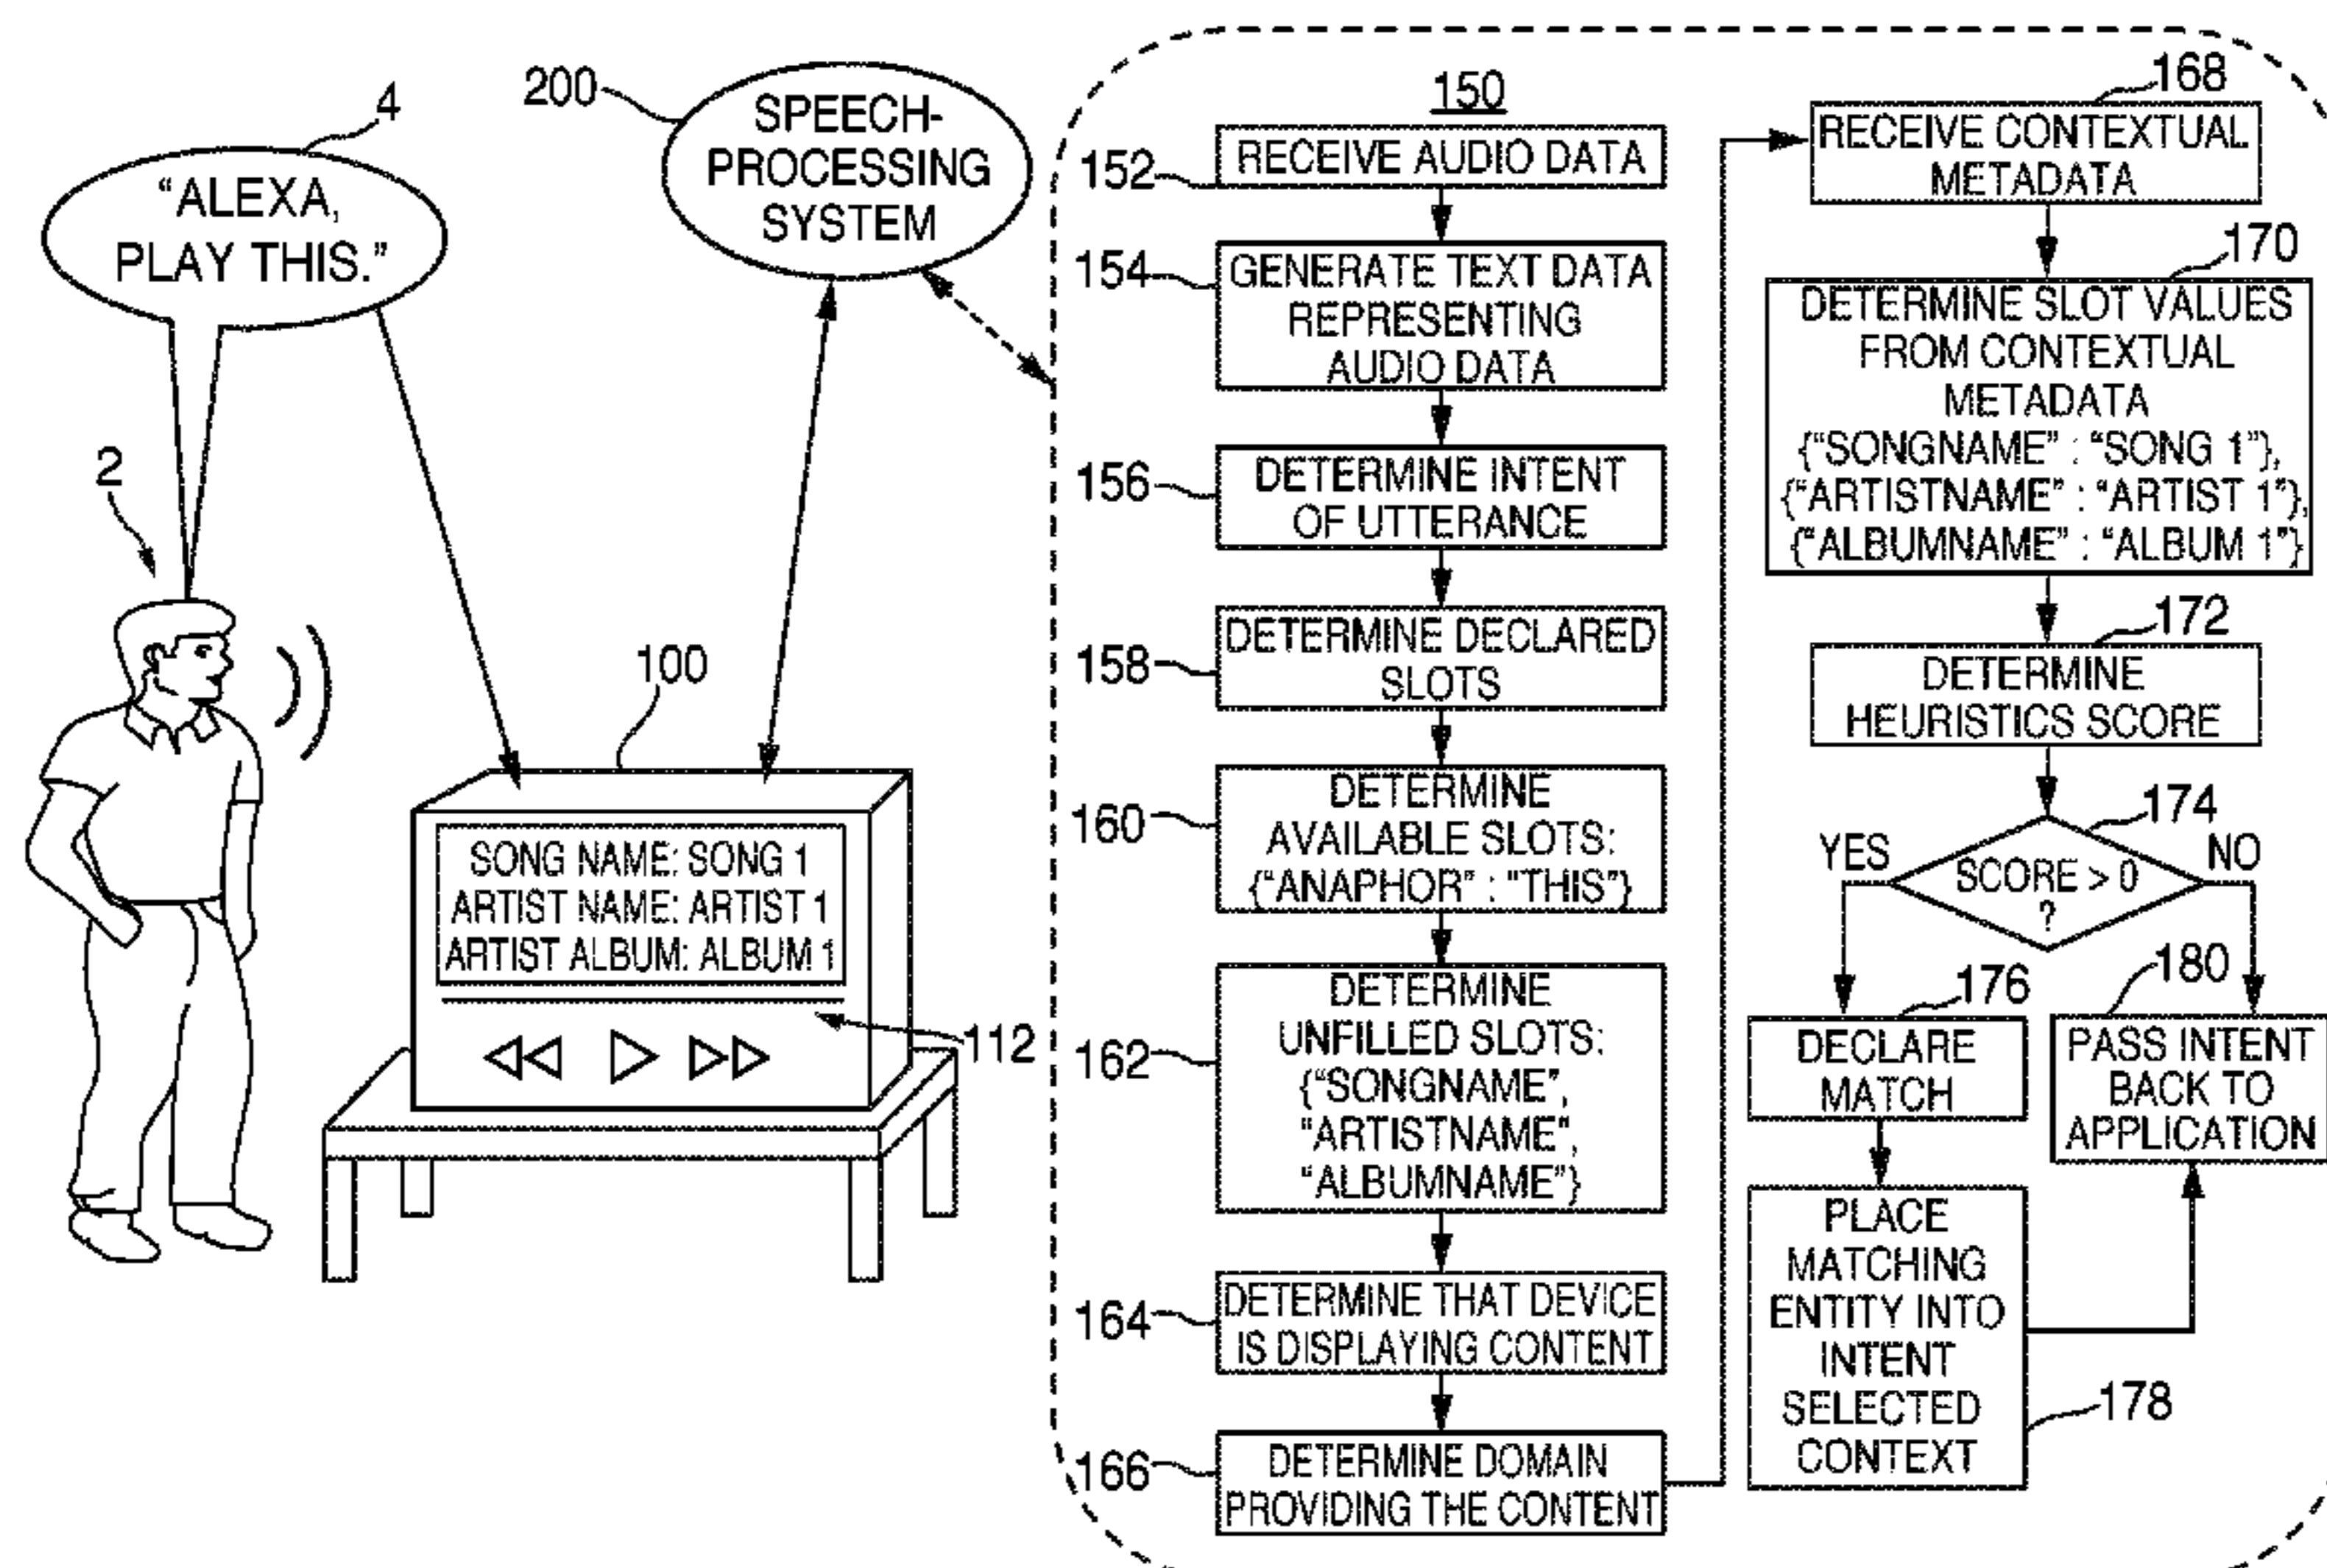 4
"ALEXA,
PLAY THIS."
200
SPEECH-
PROCESSING
SYSTEM
2
100
SONG NAME: SONG 1
ARTIST NAME: ARTIST 1
ARTIST ALBUM: ALBUM 1
112
150
152
RECEIVE AUDIO DATA
154
GENERATE TEXT DATA
REPRESENTING
AUDIO DATA
156
DETERMINE INTENT
OF UTTERANCE
158
DETERMINE DECLARED
SLOTS
160
DETERMINE
AVAILABLE SLOTS:
{"ANAPHOR" : "THIS"}
162
DETERMINE
UNFILLED SLOTS:
{"SONGNAME",
"ARTISTNAME",
"ALBUMNAME"}
164
DETERMINE THAT DEVICE
IS DISPLAYING CONTENT
166
DETERMINE DOMAIN
PROVIDING THE CONTENT
168
RECEIVE CONTEXTUAL
METADATA
170
DETERMINE SLOT VALUES
FROM CONTEXTUAL
METADATA
{"SONGNAME" : "SONG 1"},
{"ARTISTNAME" : "ARTIST 1"},
{"ALBUMNAME" : "ALBUM 1"}
172
DETERMINE
HEURISTICS SCORE
174
YES
SCORE > 0
?
NO
176
DECLARE
MATCH
180
PASS INTENT
BACK TO
APPLICATION
PLACE
MATCHING
ENTITY INTO
INTENT
SELECTED
CONTEXT
178